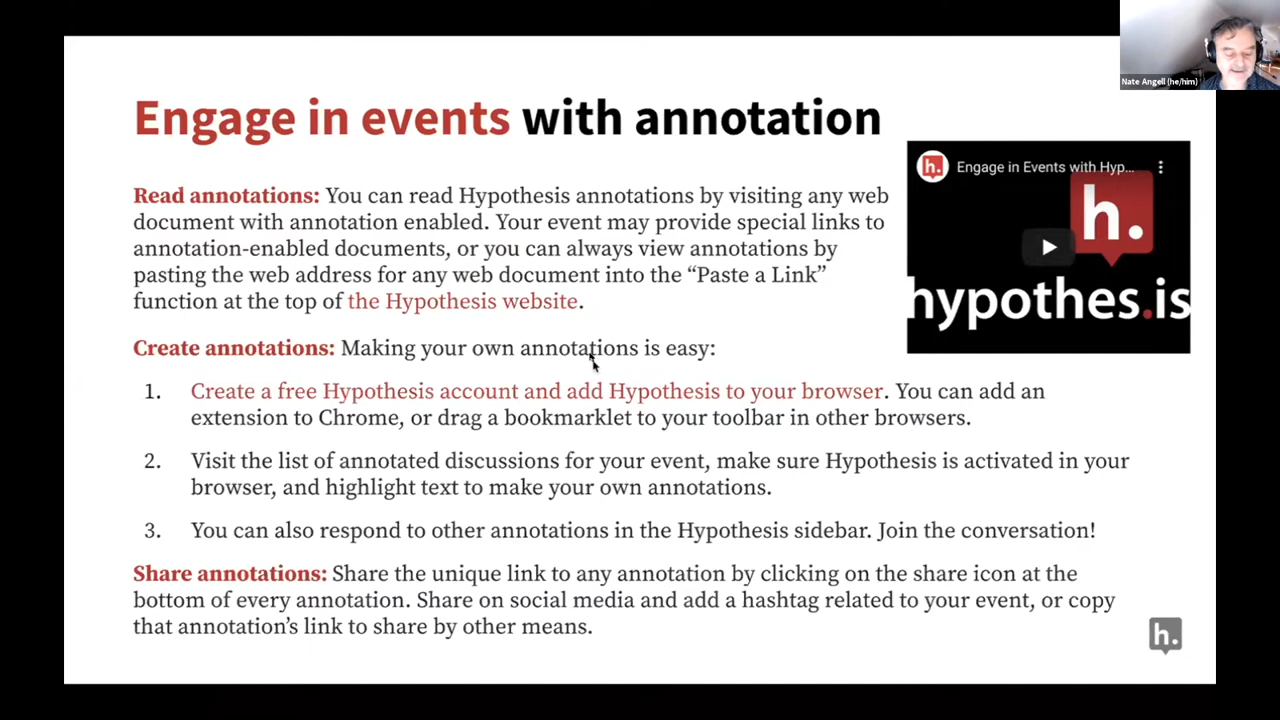 Nate Angell (he/him)
Engage in events with annotation
Read annotations: You can read Hypothesis annotations by visiting any web
document with annotation enabled. Your event may provide special links to
annotation-enabled documents, or you can always view annotations by
pasting the web address for any web document into the “Paste a Link”
function at the top of the Hypothesis website.
Engage in Events with Hyp...
h.
hypothes.is
Create annotations: Making your own annotations is easy:
1. Create a free Hypothesis account and add Hypothesis to your browser. You can add an
extension to Chrome, or drag a bookmarklet to your toolbar in other browsers.
2. Visit the list of annotated discussions for your event, make sure Hypothesis is activated in your
browser, and highlight text to make your own annotations.
3. You can also respond to other annotations in the Hypothesis sidebar. Join the conversation!
Share annotations: Share the unique link to any annotation by clicking on the share icon at the
bottom of every annotation. Share on social media and add a hashtag related to your event, or copy
that annotation’s link to share by other means.
h.